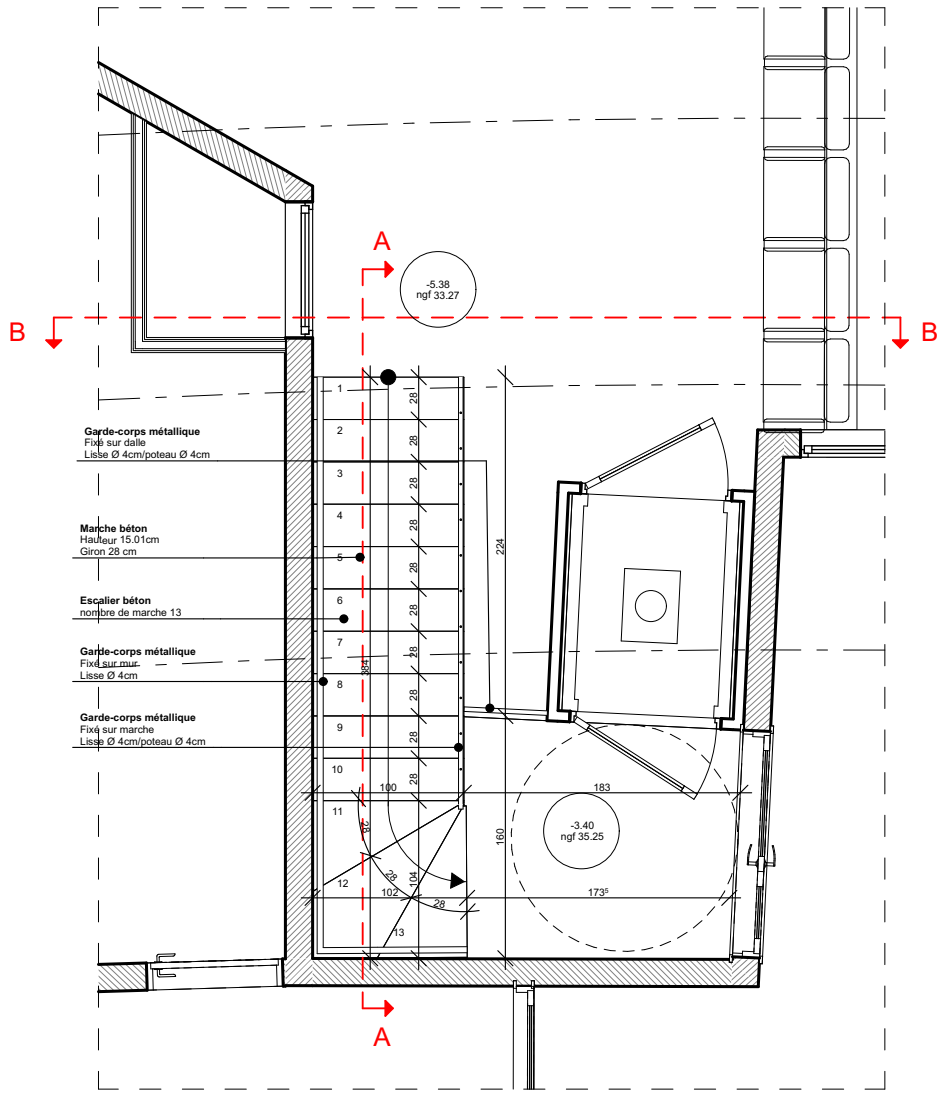 A
-5.38
ngf 33.27
B
B
1
28
2
28
Garde-corps métallique
Fixé sur dalle
Lisse Ø 4cm/poteau Ø 4cm
3
28
4
28
Marche béton
Hauteur 15.01cm
Giron 28 cm
5
28
224
Escalier béton
nombre de marche 13
6
28
7
28
Garde-corps métallique
Fixé sur mur
Lisse Ø 4cm
384
8
28
Garde-corps métallique
Fixé sur marche
Lisse Ø 4cm/poteau Ø 4cm
9
28
10
28
100
183
11
28
160
-3.40
ngf 35.25
12
28
104
102
28
173⁵
13
A